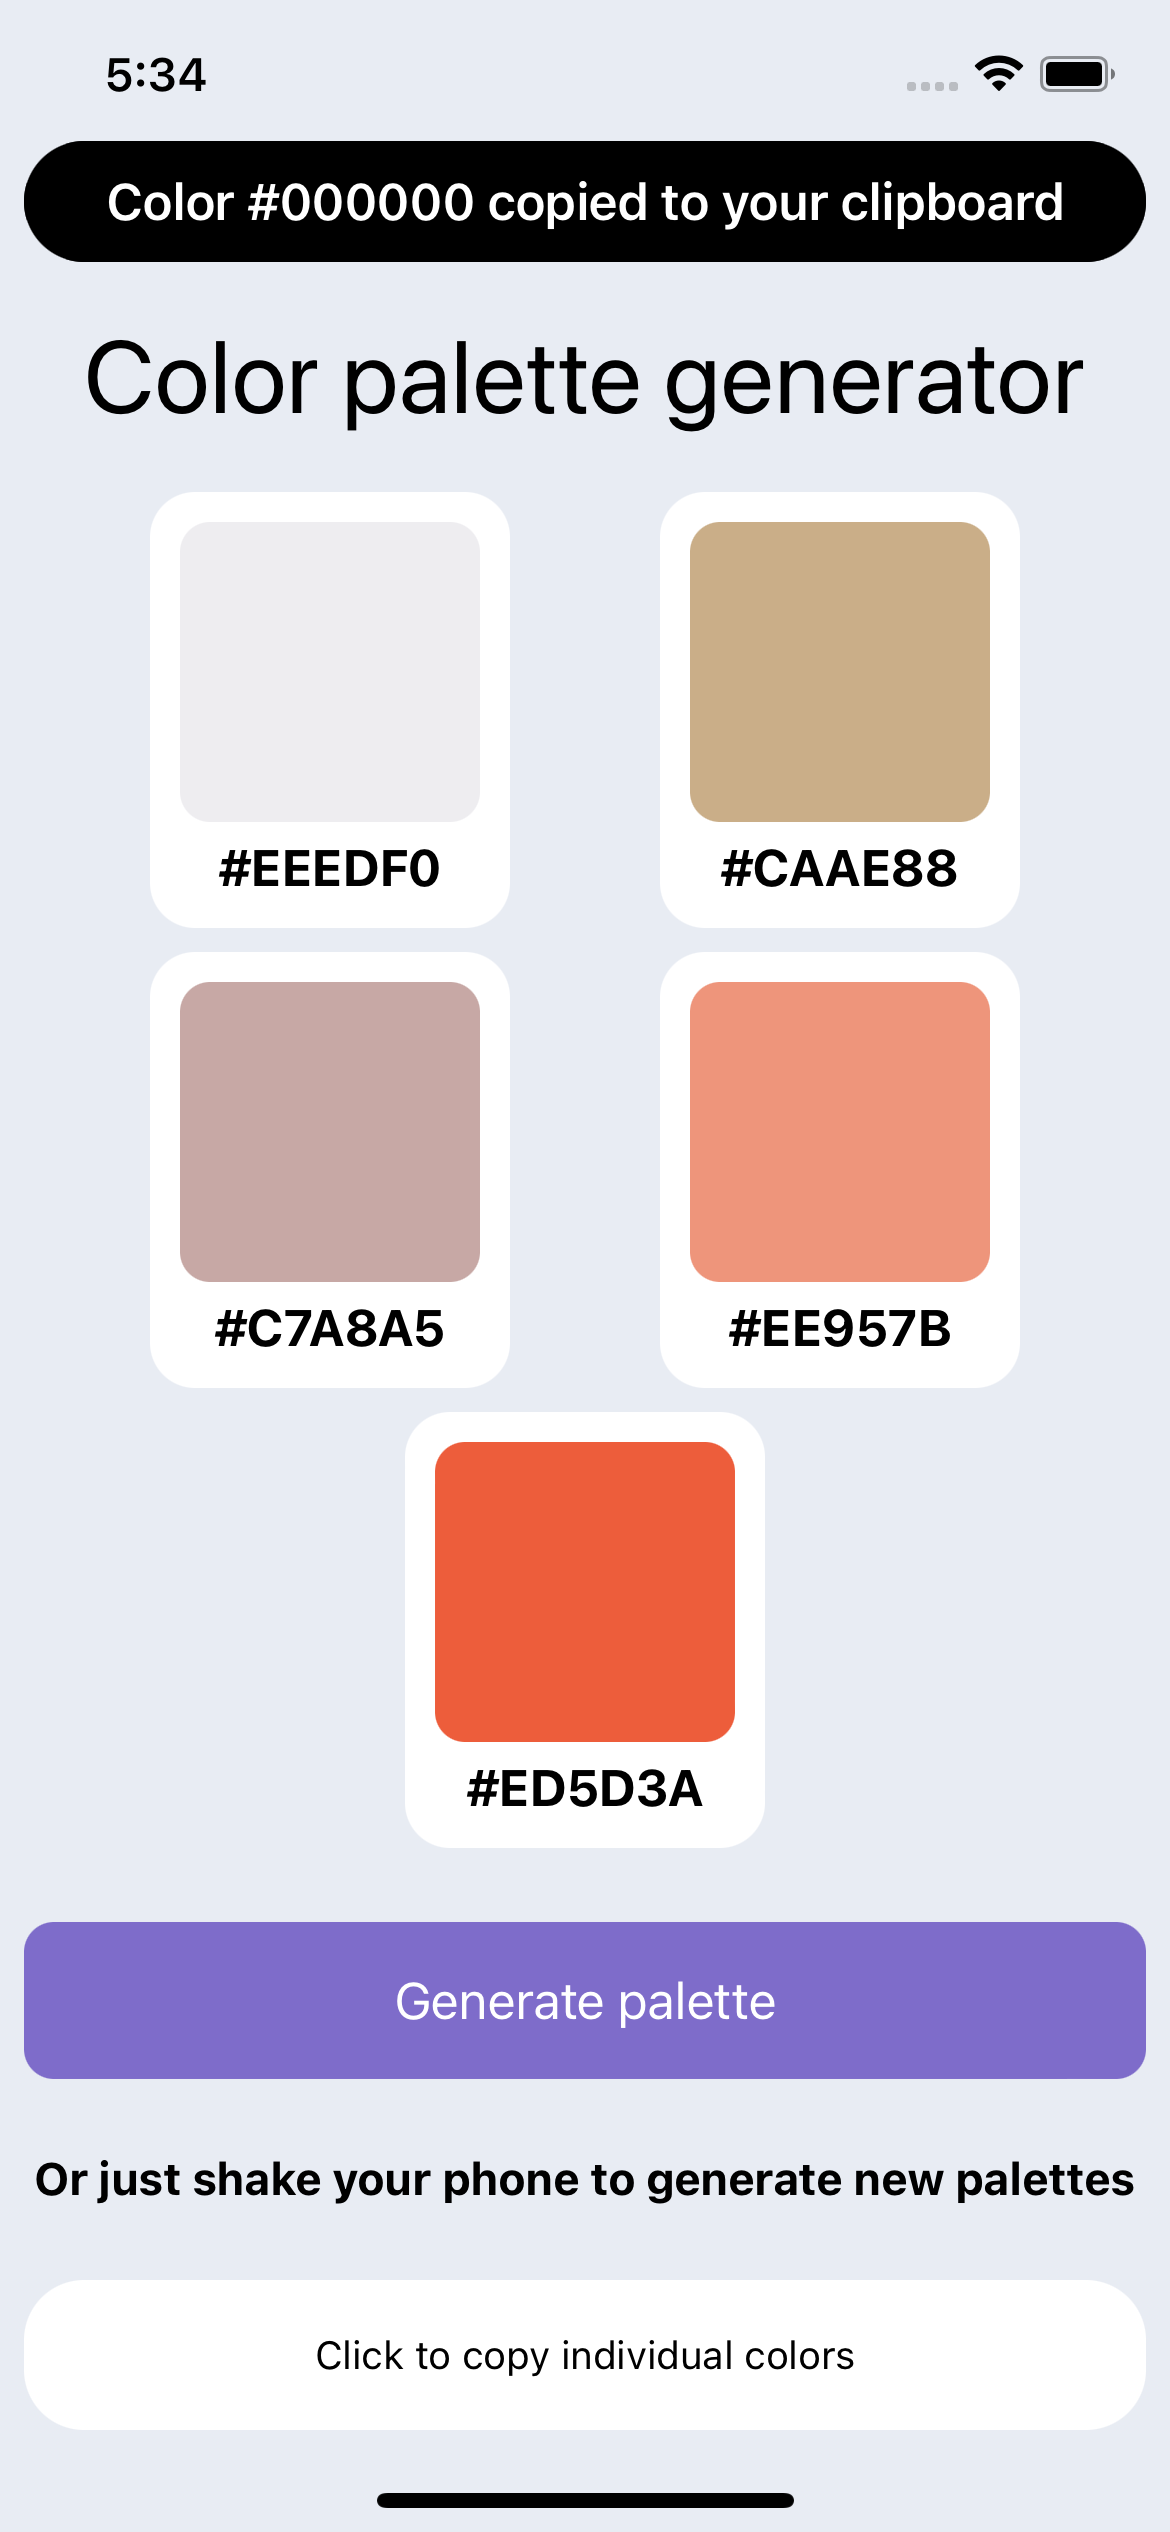 5:34
Color #000000 copied to your clipboard
Color palette generator
#EEEDF0
#CAAE88
#C7A8A5
#EE957B
#ED5D3A
Generate palette
Or just shake your phone to generate new palettes
Click to copy individual colors